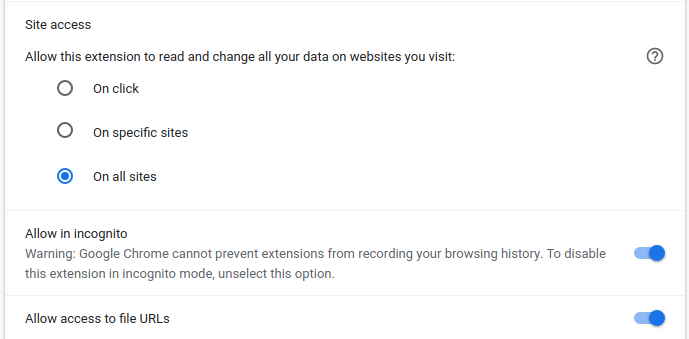 Site access
Allow this extension to read and change all your data on websites you visit:
On click
On specific sites
On all sites
Allow in incognito
Warning: Google Chrome cannot prevent extensions from recording your browsing history. To disable
this extension in incognito mode, unselect this option.
Allow access to file URLs